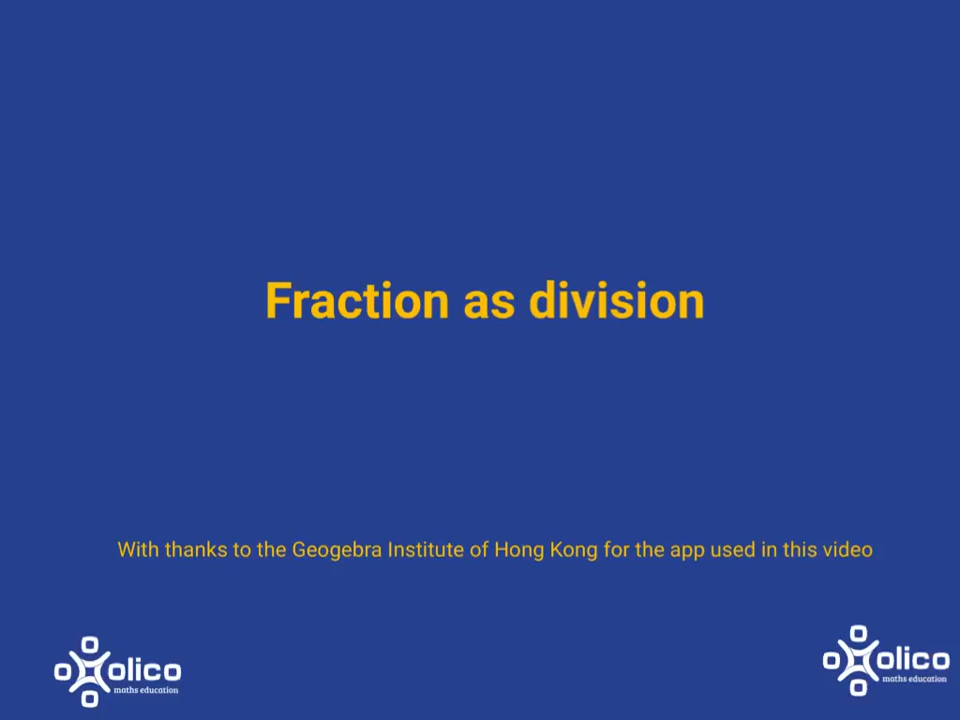 Fraction as division
With thanks to the Geogebra Institute of Hong Kong for the app used in this video
olico
maths education
olico
maths education